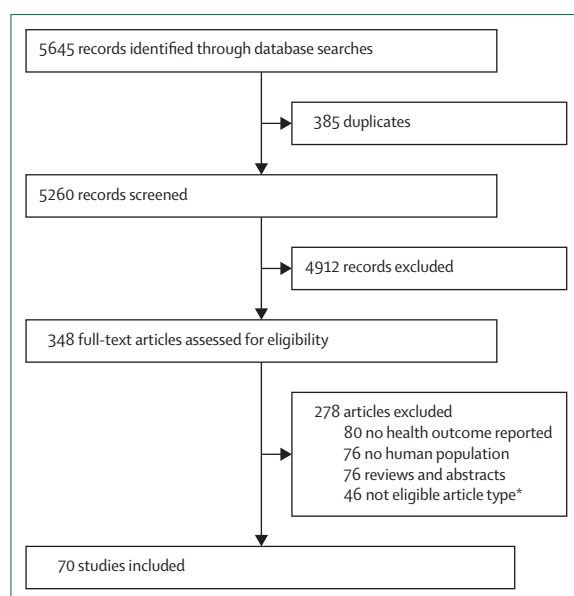 5645 records identified through database searches
385 duplicates
5260 records screened
4912 records excluded
348 full-text articles assessed for eligibility
278 articles excluded
80 no health outcome reported
76 no human population
76 reviews and abstracts
46 not eligible article type*
70 studies included